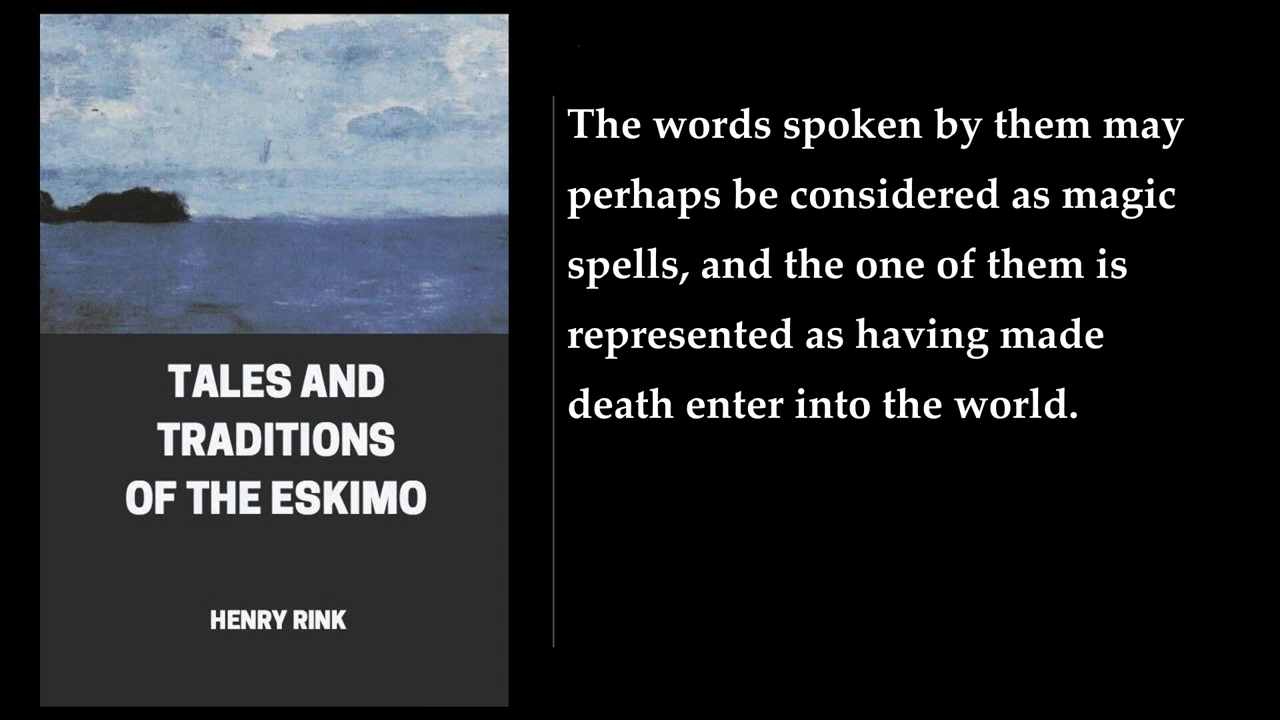 TALES AND
TRADITIONS
OF THE ESKIMO
HENRY RINK
The words spoken by them may
perhaps be considered as magic
spells, and the one of them is
represented as having made
death enter into the world.